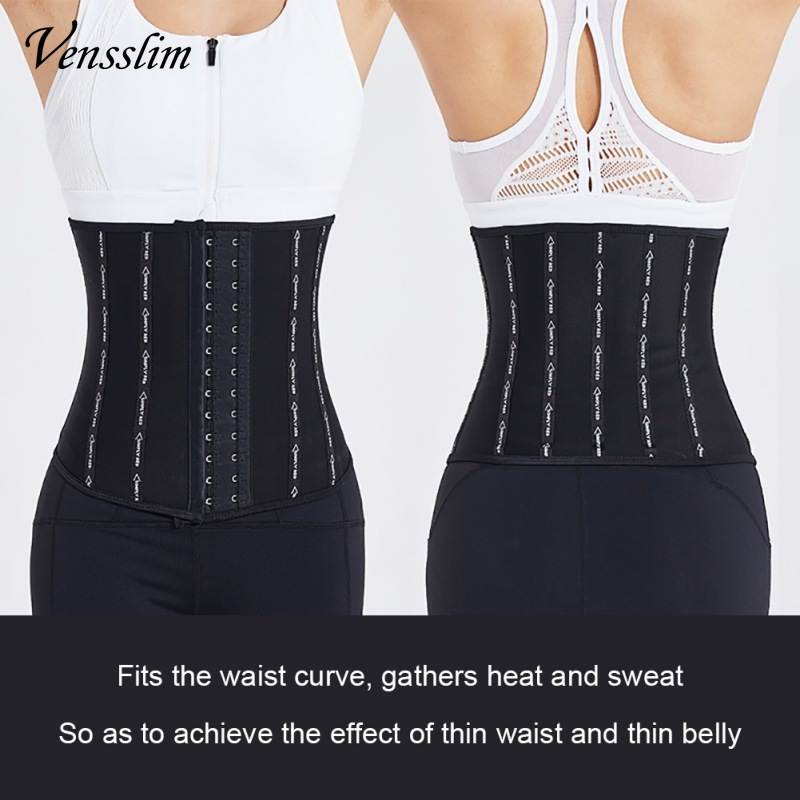 Vensslim
Fits the waist curve, gathers heat and sweat
So as to achieve the effect of thin waist and thin belly